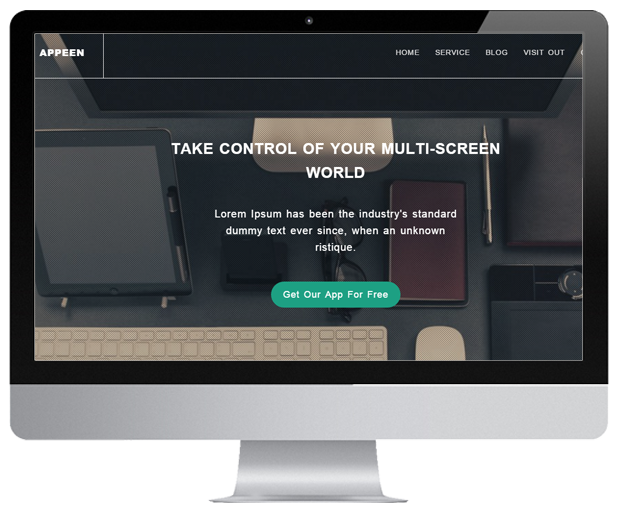 APPEEN
HOME SERVICE BLOG VISIT OUT
TAKE CONTROL OF YOUR MULTI-SCREEN
WORLD
Lorem Ipsum has been the industry's standard
dummy text ever since, when an unknown
ristique.
Get Our App For Free